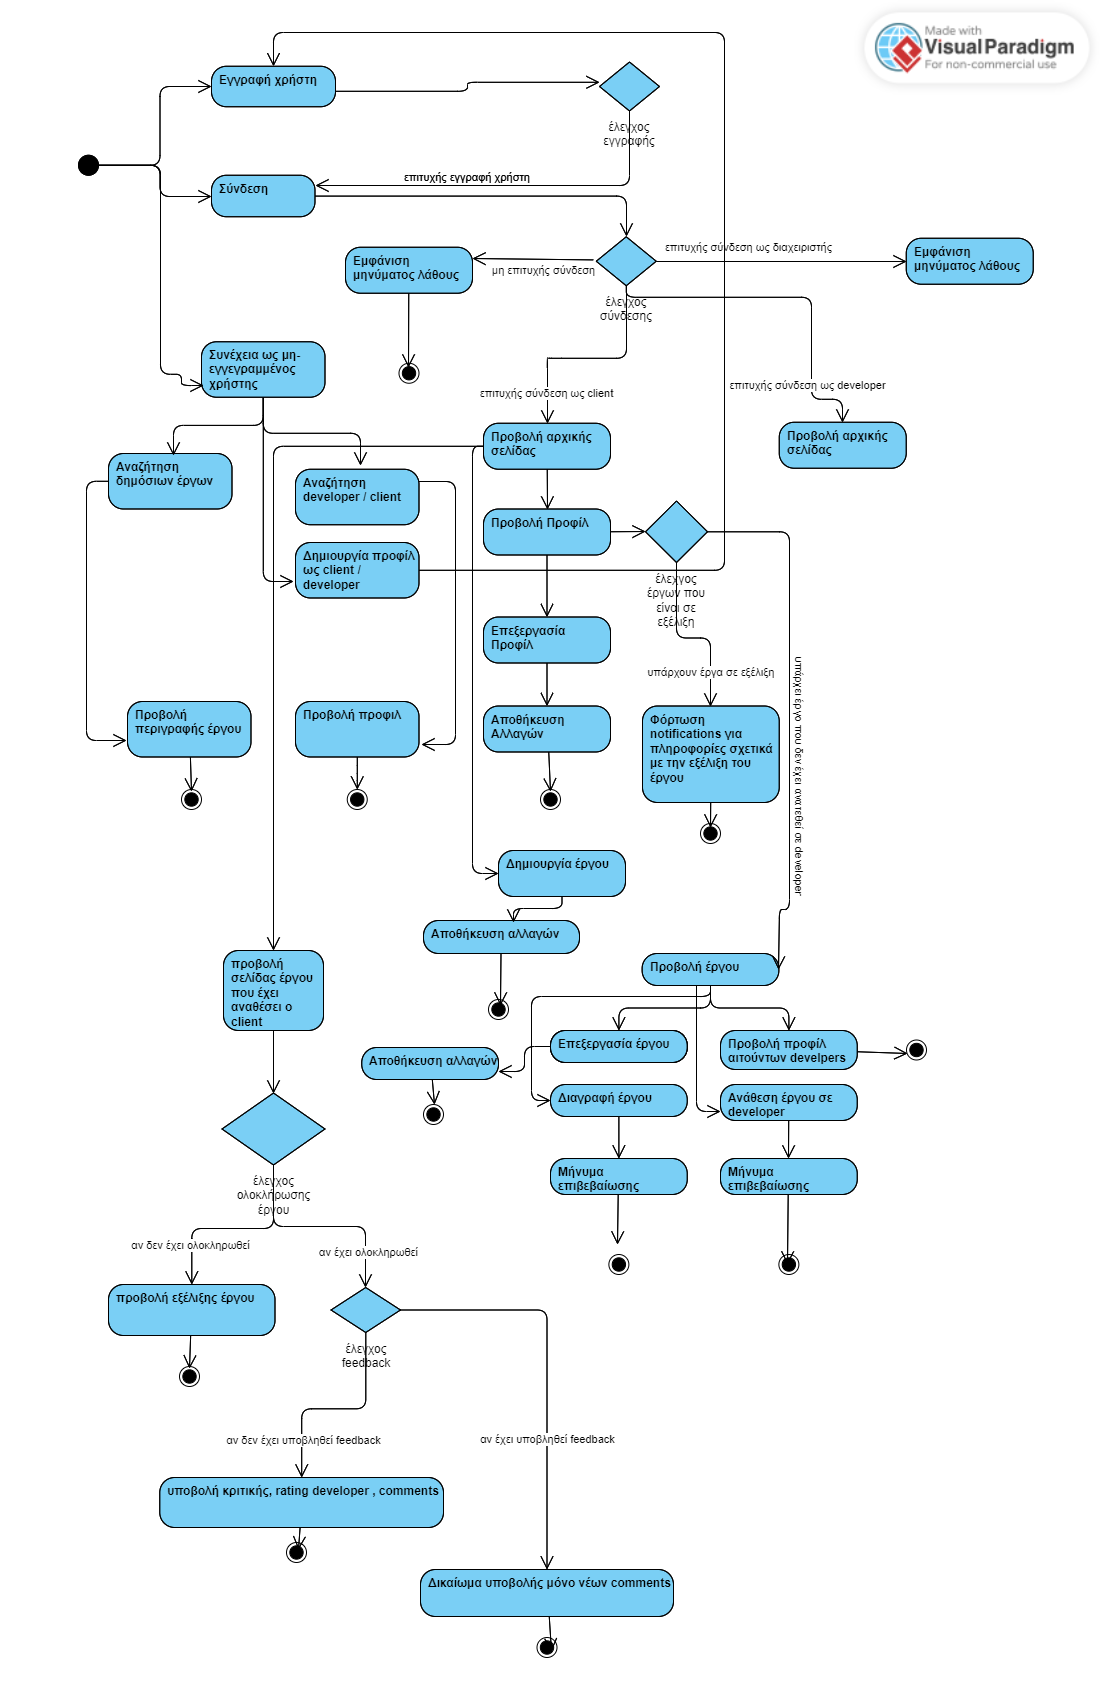 Made with
VisualParadigm
For non-commercial use
Εγγραφή χρήστη
έλεγχος
εγγραφής
επιτυχής εγγραφή χρήστη
Σύνδεση
επιτυχής σύνδεση ως διαχειριστής
Εμφάνιση
μηνύματος λάθους
μη επιτυχής σύνδεση
Εμφάνιση
μηνύματος λάθους
έλεγχος
σύνδεσης
Συνέχεια ως μη-
εγγεγραμμένος
χρήστης
επιτυχής σύνδεση ως client
επιτυχής σύνδεση ως developer
Προβολή αρχικής
σελίδας
Προβολή αρχικής
σελίδας
Αναζήτηση
δημόσιων έργων
Αναζήτηση
developer / client
Προβολή Προφίλ
Δημιουργία προφίλ
ως client /
developer
έλεγχος
έργων που
είναι σε
εξέλιξη
Επεξεργασία
Προφίλ
υπάρχουν έργα σε εξέλιξη
υπάρχει έργο που δεν έχει ανατεθεί σε developer
Προβολή
περιγραφής έργου
Προβολή προφιλ
Αποθήκευση
Αλλαγών
Φόρτωση
notifications για
πληροφορίες σχετικά
με την εξέλιξη του
έργου
Δημιουργία έργου
Αποθήκευση αλλαγών
προβολή
σελίδας έργου
που έχει
αναθέσει ο
client
Προβολή έργου
Επεξεργασία έργου
Προβολή προφίλ
αιτούντων develpers
Αποθήκευση αλλαγών
Διαγραφή έργου
Ανάθεση έργου σε
developer
Μήνυμα
επιβεβαίωσης
Μήνυμα
επιβεβαίωσης
έλεγχος
ολοκλήρωσης
έργου
αν δεν έχει ολοκληρωθεί
αν έχει ολοκληρωθεί
προβολή εξέλιξης έργου
έλεγχος
feedback
αν δεν έχει υποβληθεί feedback
αν έχει υποβληθεί feedback
υποβολή κριτικής, rating developer , comments
Δικαίωμα υποβολής μόνο νέων comments